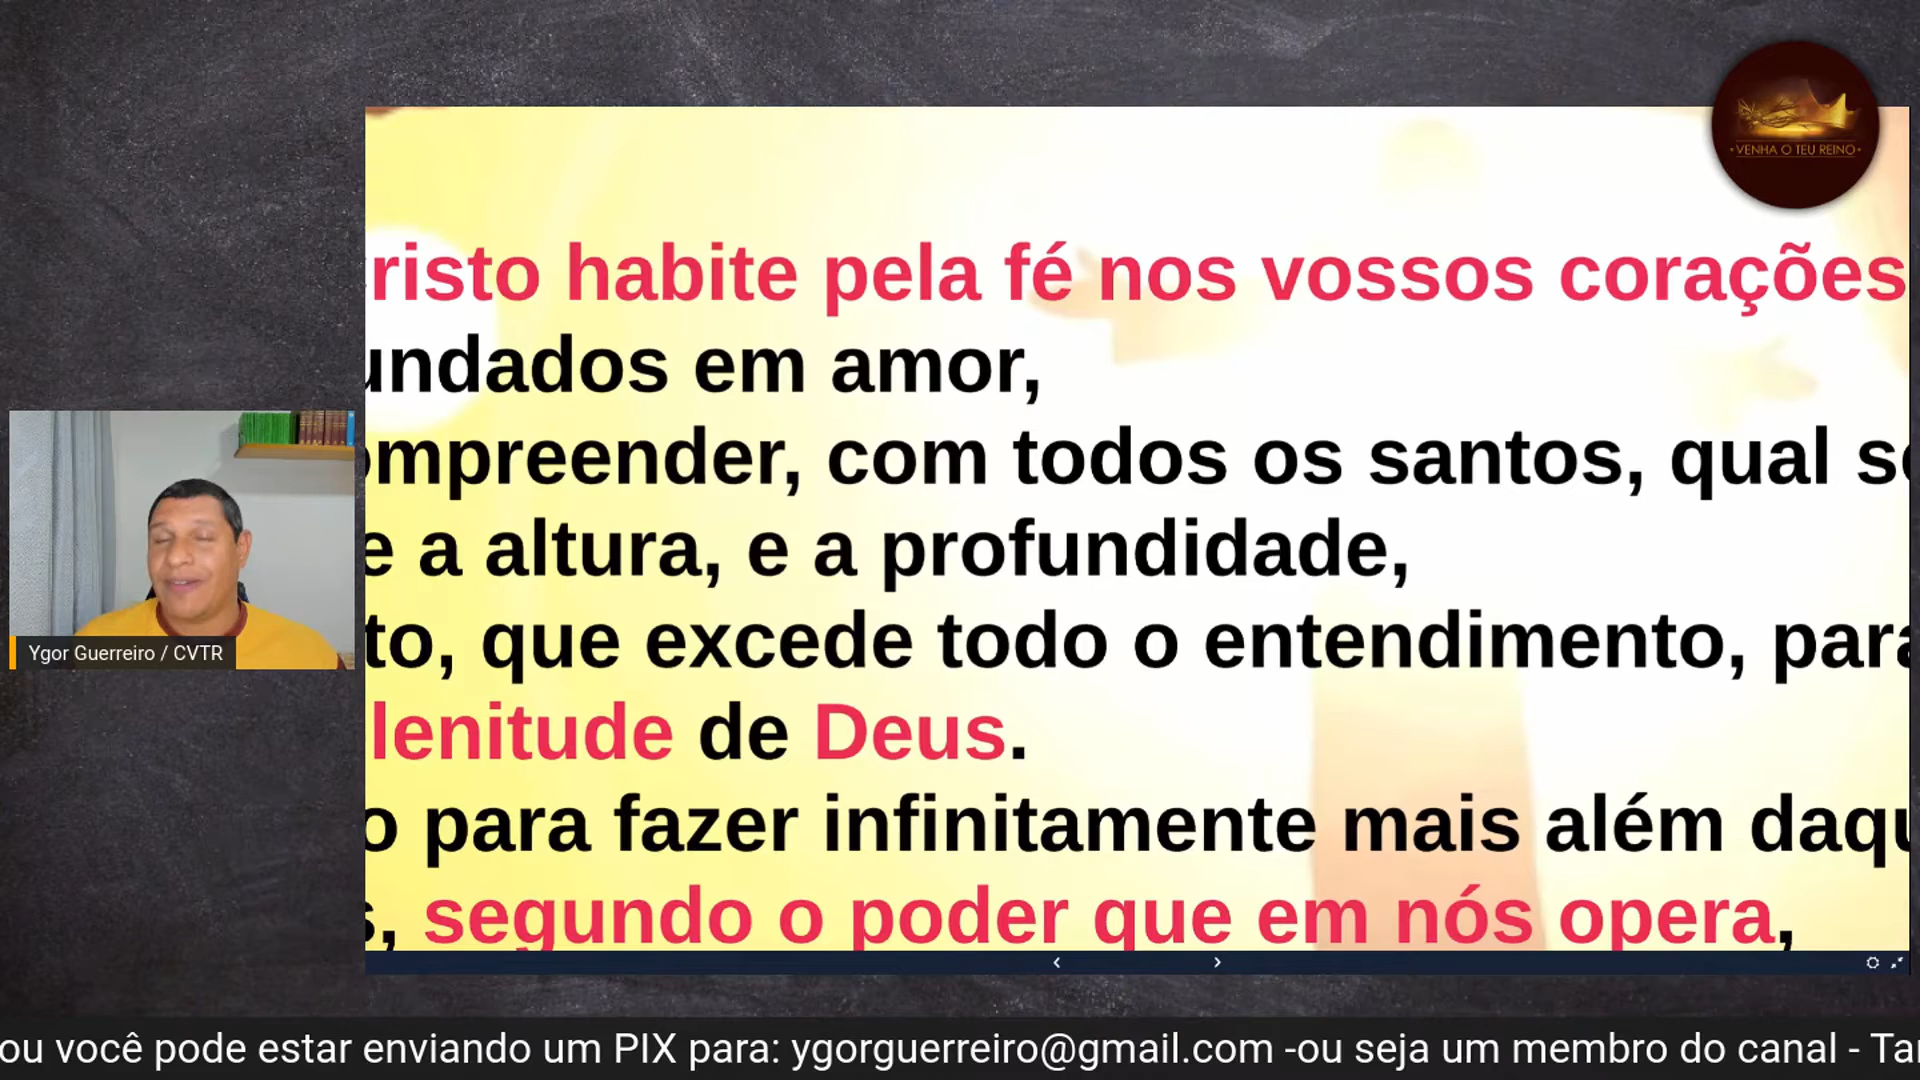 • VENHA O TEU REINO •
risto habite pela fé nos vossos corações
undados em amor,
ompreender, com todos os santos, qual s
e a altura, e a profundidade,
to, que excede todo o entendimento, para
lenitude de Deus.
o para fazer infinitamente mais além daqu
s, segundo o poder que em nós opera,
Ygor Guerreiro / CVTR
ou você pode estar enviando um PIX para: ygorguerreiro@gmail.com -ou seja um membro do canal - Ta